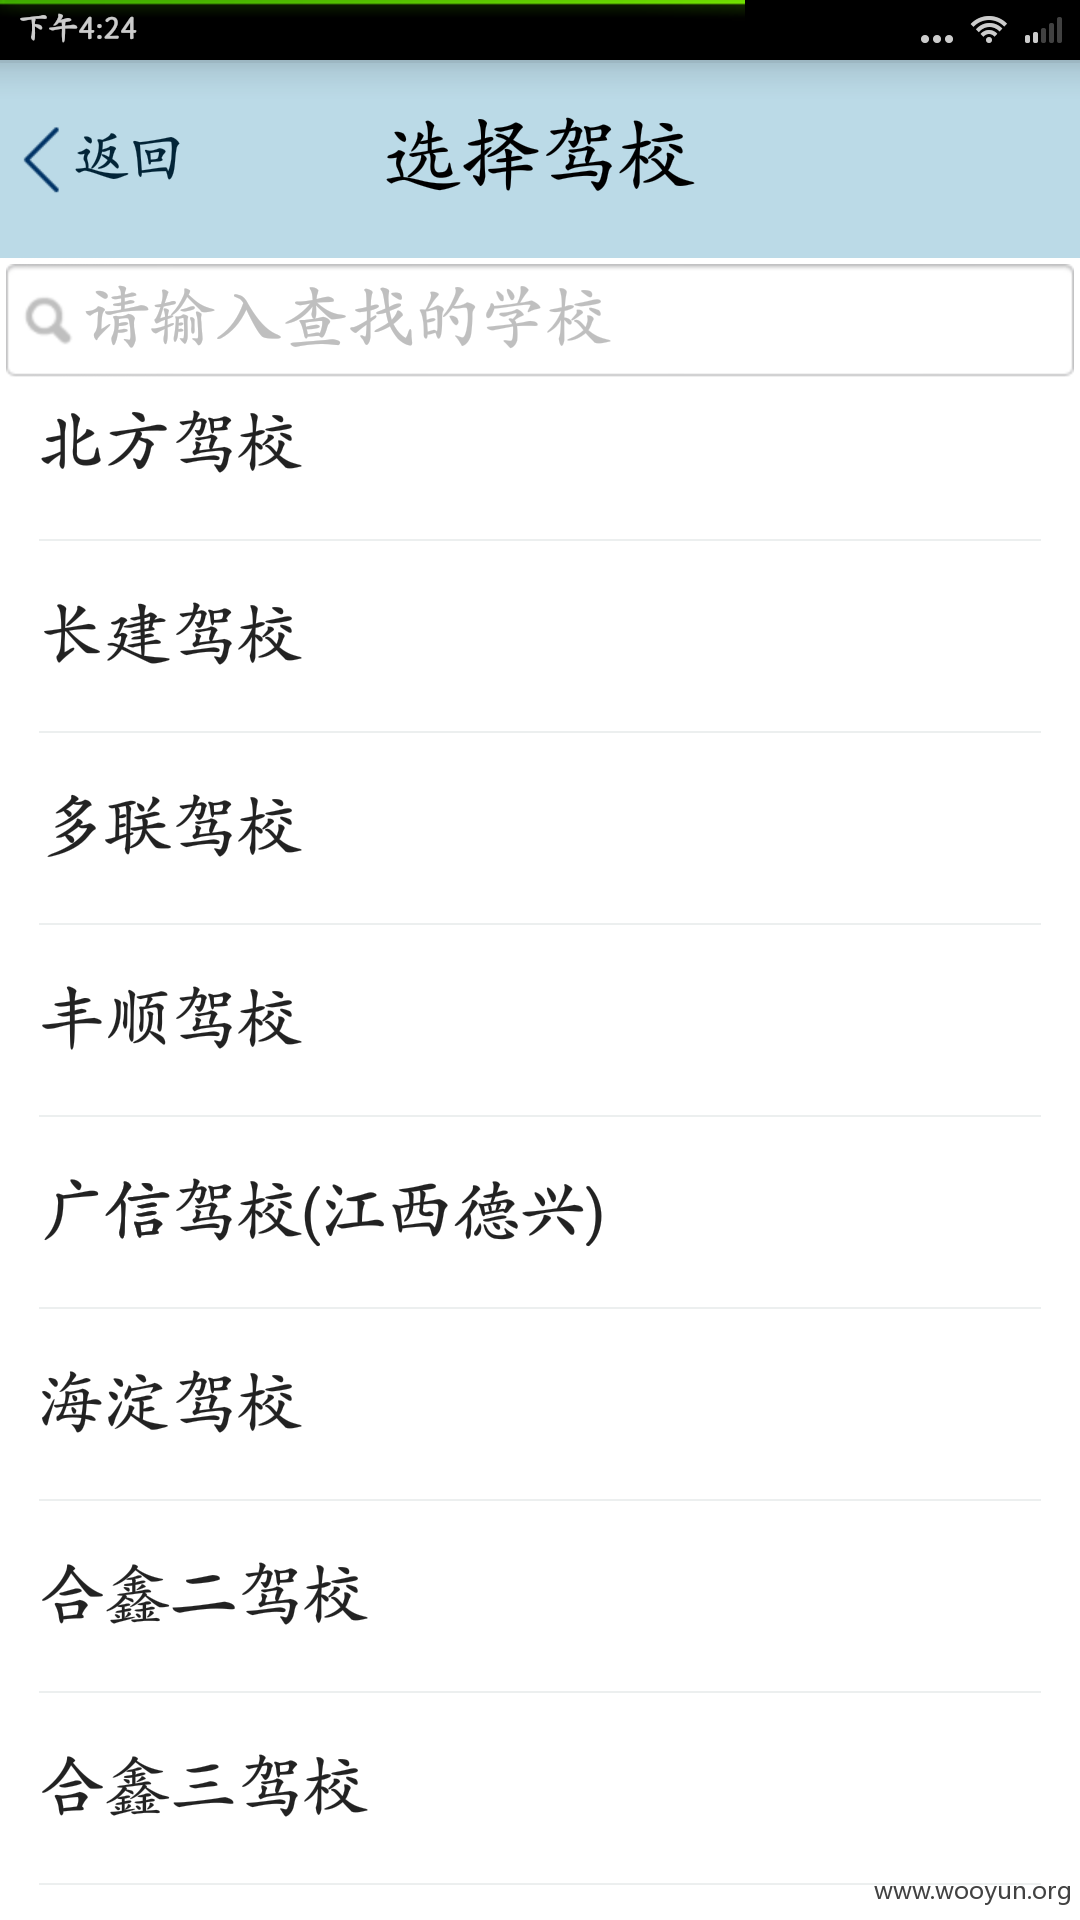 下午4:24
返回
选择驾校
请输入查找的学校
北方驾校
长建驾校
多联驾校
丰顺驾校
广信驾校(江西德兴)
海淀驾校
合鑫二驾校
合鑫三驾校
www.wooyun.org